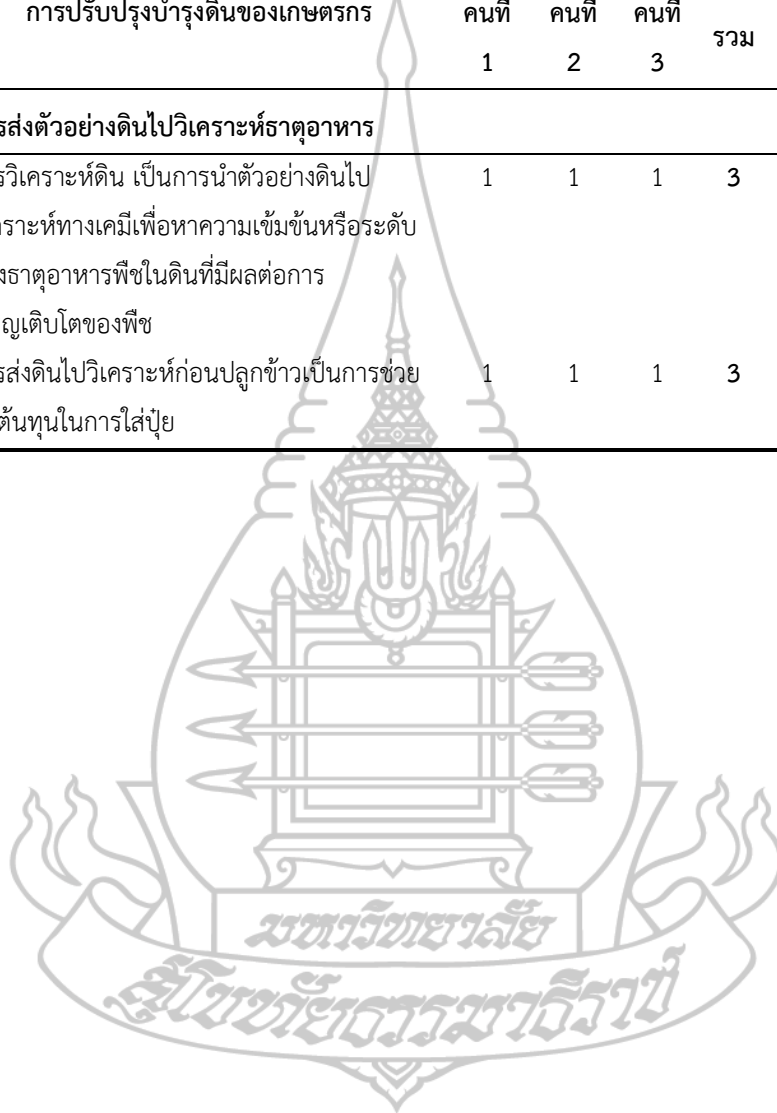 การปรับปรุงบำรุงดินของเกษตรกร คนที่ คนที่ คนที่ รวม
1 2 3
รส่งตัวอย่างดินไปวิเคราะห์ธาตุอาหาร
รวิเคราะห์ดิน เป็นการนำตัวอย่างดินไป 1 1 1 3
คราะห์ทางเคมีเพื่อหาความเข้มข้นหรือระดับ
งธาตุอาหารพืชในดินที่มีผลต่อการ
ญเติบโตของพืช
รส่งดินไปวิเคราะห์ก่อนปลูกข้าวเป็นการช่วย 1 1 1 3
ต้นทุนในการใส่ปุ๋ย
มหาวิทยาลัย
สุโขทัยธรรมาธิราช